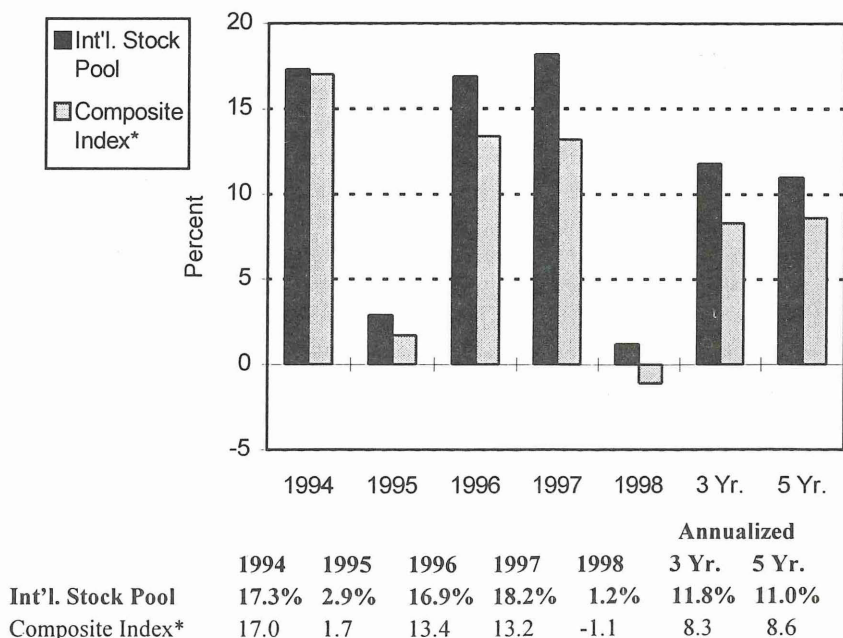 Int'l. Stock
Pool
Composite
Index*
Percent
20
15
10
5
0
-5
1994 1995 1996 1997 1998 3 Yr. 5 Yr.
Annualized
1994 1995 1996 1997 1998 3 Yr. 5 Yr.
Int'l. Stock Pool 17.3% 2.9% 16.9% 18.2% 1.2% 11.8% 11.0%
Composite Index* 17.0 1.7 13.4 13.2 -1.1 8.3 8.6